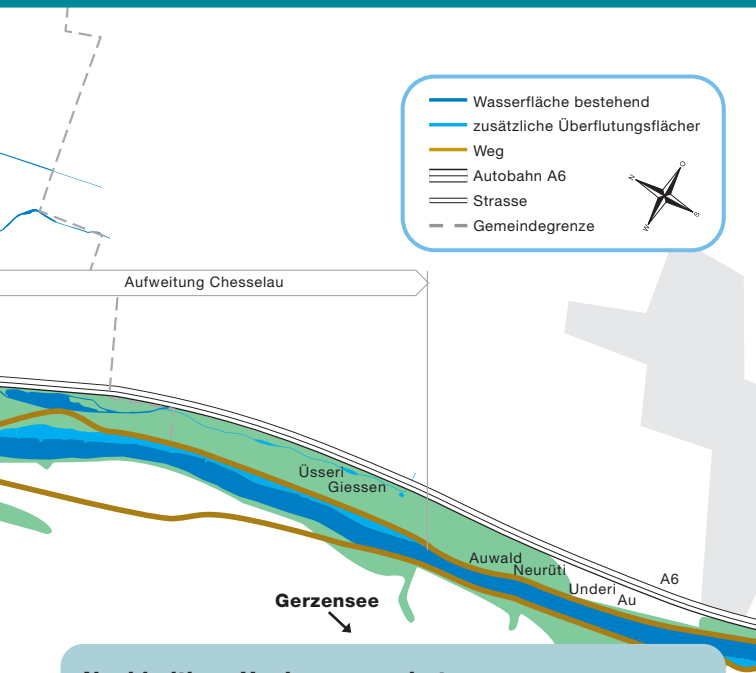 Wasserfläche bestehend
zusätzliche Überflutungsflächer
Weg
Autobahn A6
Strasse
Gemeindegrenze
N
O
S
W
Aufweitung Chesselau
Üsseri
Giessen
Auwald
Neurüti
Underi
Au
A6
Gerzensee